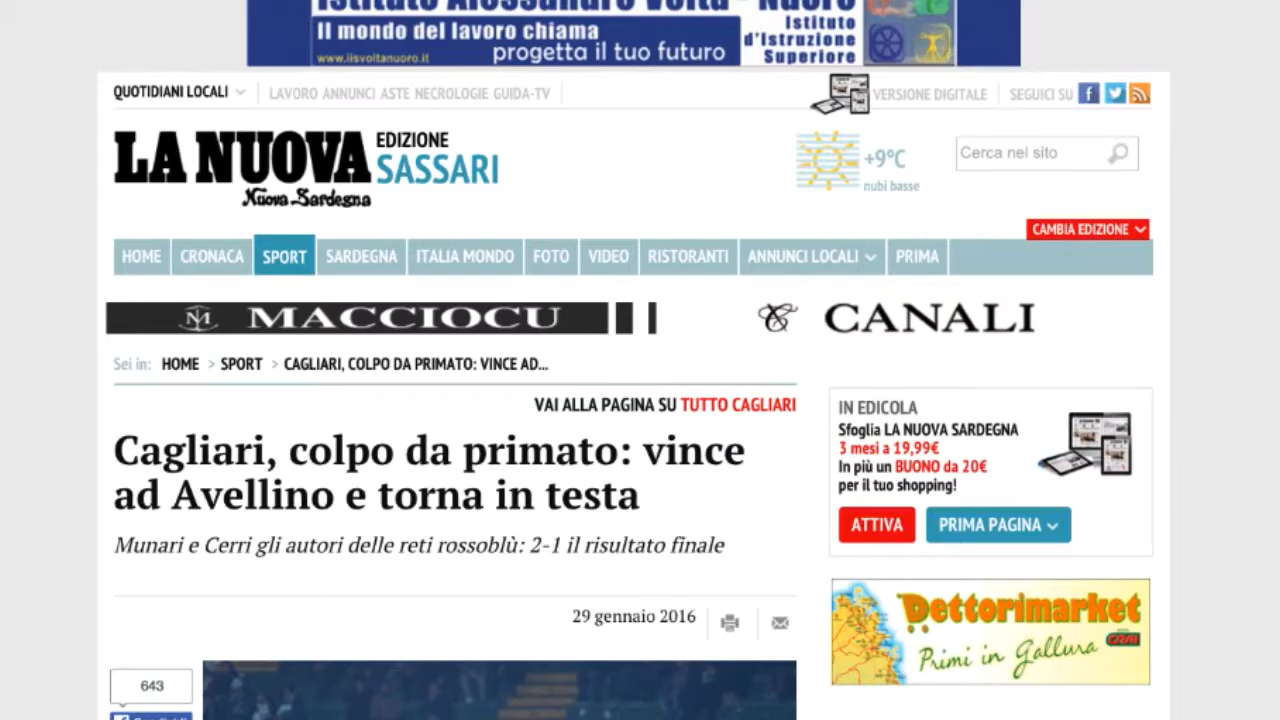 Istituto Alessandro Volta - Nuoro
Il mondo del lavoro chiama
progetta il tuo futuro
www.iisvoltanuoro.it
Istituto
d'Istruzione
Superiore
QUOTIDIANI LOCALI
LAVORO ANNUNCI ASTE NECROLOGIE GUIDA-TV
VERSIONE DIGITALE
SEGUICI SU
LA NUOVA
Nuova Sardegna
EDIZIONE
SASSARI
+9°C
nubi basse
Cerca nel sito
CAMBIA EDIZIONE
HOME CRONACA SPORT SARDEGNA ITALIA MONDO FOTO VIDEO RISTORANTI ANNUNCI LOCALI PRIMA
MACCIOCU
CANALI
Sei in: HOME > SPORT > CAGLIARI, COLPO DA PRIMATO: VINCE AD...
VAI ALLA PAGINA SU TUTTO CAGLIARI
Cagliari, colpo da primato: vince
ad Avellino e torna in testa
Munari e Cerri gli autori delle reti rossoblù: 2-1 il risultato finale
29 gennaio 2016
643
Condividi
IN EDICOLA
Sfoglia LA NUOVA SARDEGNA
3 mesi a 19,99€
In più un BUONO da 20€
per il tuo shopping!
ATTIVA
PRIMA PAGINA
Dettorimarket
CRAI
Primi in Gallura